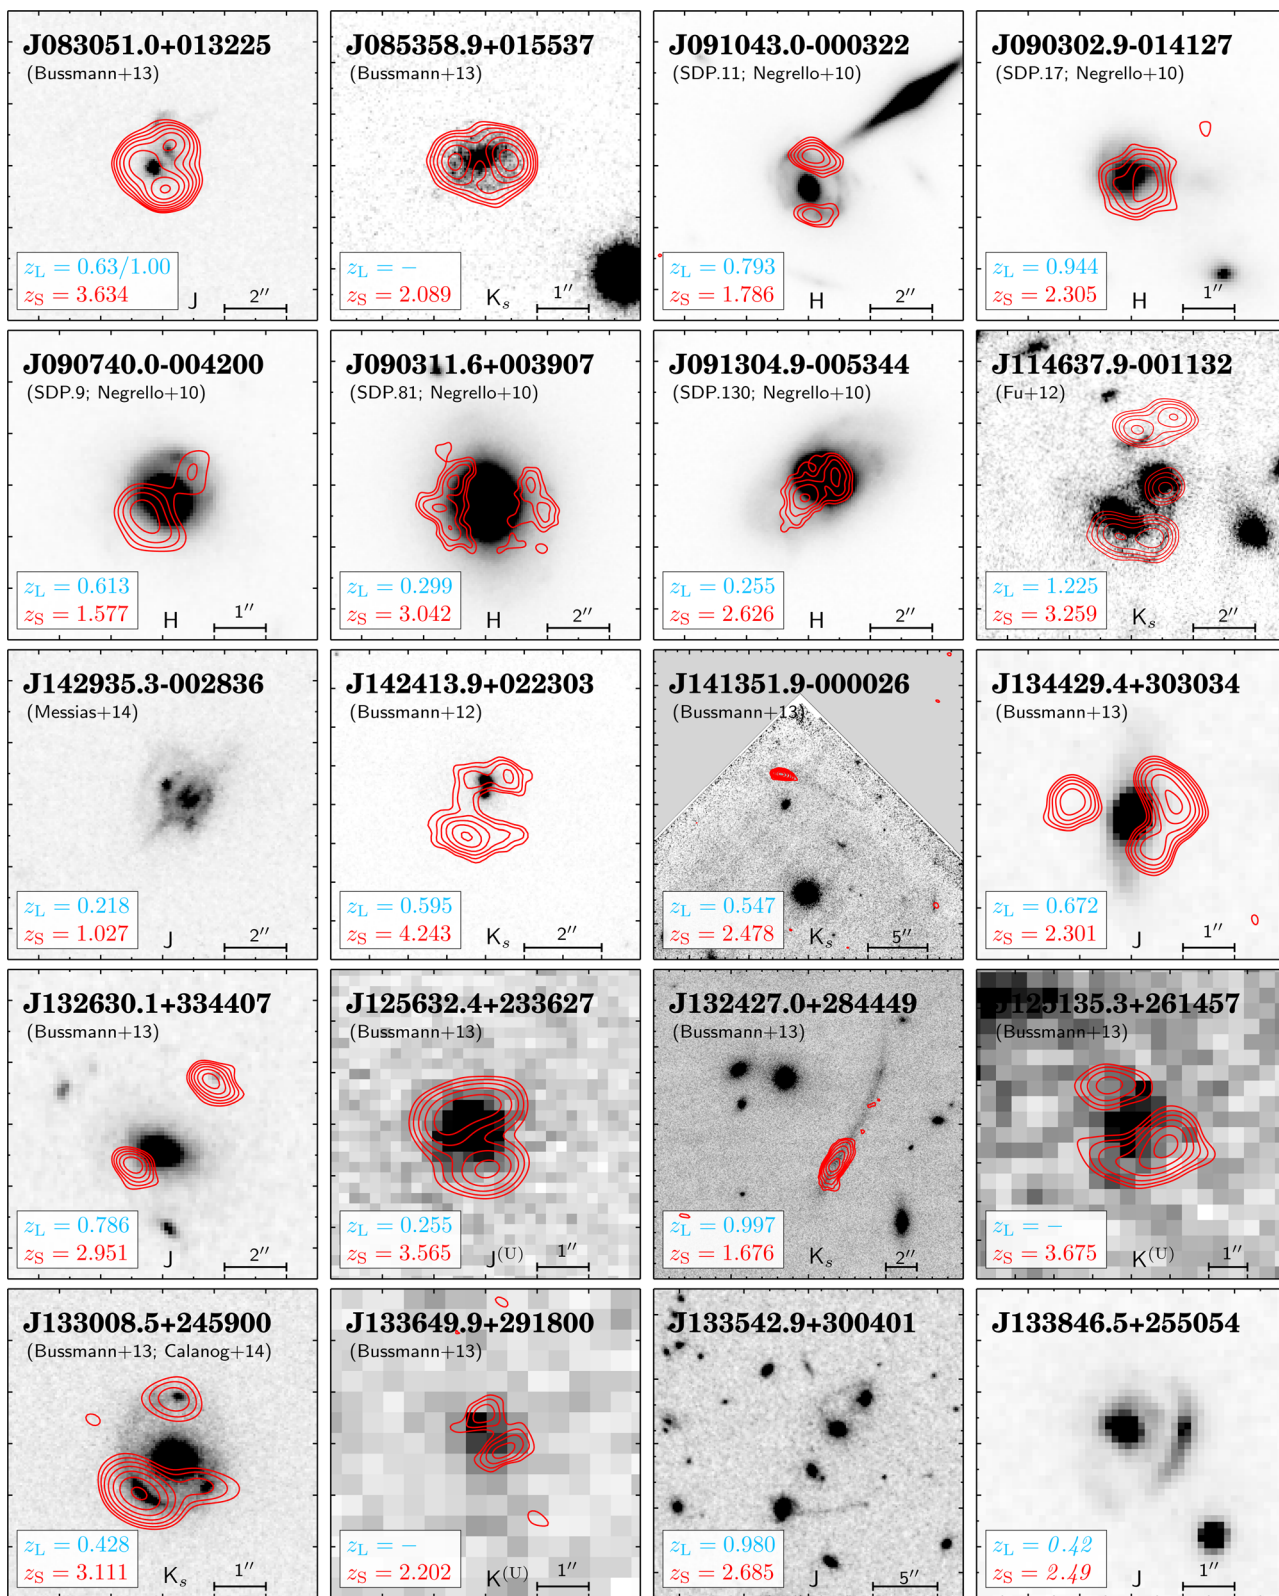 J083051.0+013225
(Bussmann+13)
z_L = 0.63/1.00
z_S = 3.634
J
2″
J085358.9+015537
(Bussmann+13)
z_L = −
z_S = 2.089
K_s
1″
J091043.0-000322
(SDP.11; Negrello+10)
z_L = 0.793
z_S = 1.786
H
2″
J090302.9-014127
(SDP.17; Negrello+10)
z_L = 0.944
z_S = 2.305
H
1″
J090740.0-004200
(SDP.9; Negrello+10)
z_L = 0.613
z_S = 1.577
H
1″
J090311.6+003907
(SDP.81; Negrello+10)
z_L = 0.299
z_S = 3.042
H
2″
J091304.9-005344
(SDP.130; Negrello+10)
z_L = 0.255
z_S = 2.626
H
2″
J114637.9-001132
(Fu+12)
z_L = 1.225
z_S = 3.259
K_s
2″
J142935.3-002836
(Messias+14)
z_L = 0.218
z_S = 1.027
J
2″
J142413.9+022303
(Bussmann+12)
z_L = 0.595
z_S = 4.243
K_s
2″
J141351.9-000026
(Bussmann+13)
z_L = 0.547
z_S = 2.478
K_s
5″
J134429.4+303034
(Bussmann+13)
z_L = 0.672
z_S = 2.301
J
1″
J132630.1+334407
(Bussmann+13)
z_L = 0.786
z_S = 2.951
J
2″
J125632.4+233627
(Bussmann+13)
z_L = 0.255
z_S = 3.565
J^(U)
1″
J132427.0+284449
(Bussmann+13)
z_L = 0.997
z_S = 1.676
K_s
2″
J125135.3+261457
(Bussmann+13)
z_L = −
z_S = 3.675
K^(U)
1″
J133008.5+245900
(Bussmann+13; Calanog+14)
z_L = 0.428
z_S = 3.111
K_s
1″
J133649.9+291800
(Bussmann+13)
z_L = −
z_S = 2.202
K^(U)
1″
J133542.9+300401
z_L = 0.980
z_S = 2.685
J
5″
J133846.5+255054
z_L = 0.42
z_S = 2.49
J
1″